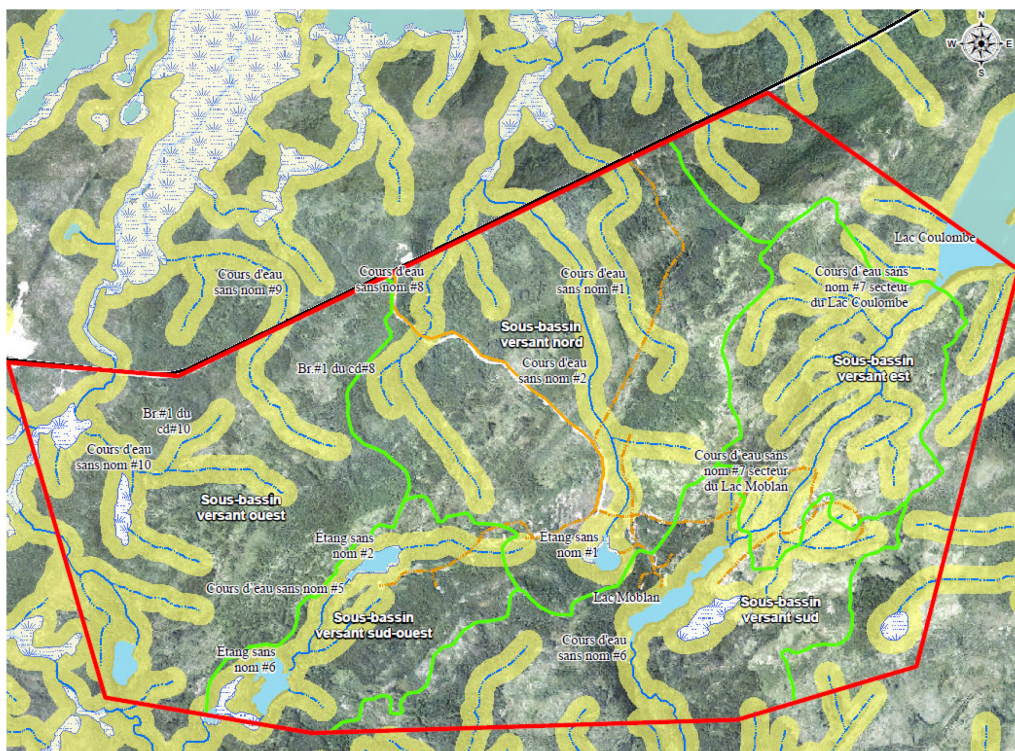 N
W E
S
Lac Coulombe
Cours d'eau
sans nom #9
Cours d'eau
sans nom #8
Cours d'eau
sans nom #1
Cours d'eau sans
nom #7 secteur
du Lac Coulombe
Sous-bassin
versant nord
Cours d'eau
sans nom #2
Sous-bassin
versant est
Br.#1 du cd#8
Br.#1 du
cd#10
Cours d'eau
sans nom #10
Cours d'eau sans
nom #7 secteur
du Lac Moblan
Sous-bassin
versant ouest
Étang sans
nom #2
Étang sans
nom #1
Cours d'eau sans nom #5
Lac Moblan
Sous-bassin
versant sud
Sous-bassin
versant sud-ouest
Cours d'eau
sans nom #6
Étang sans
nom #6